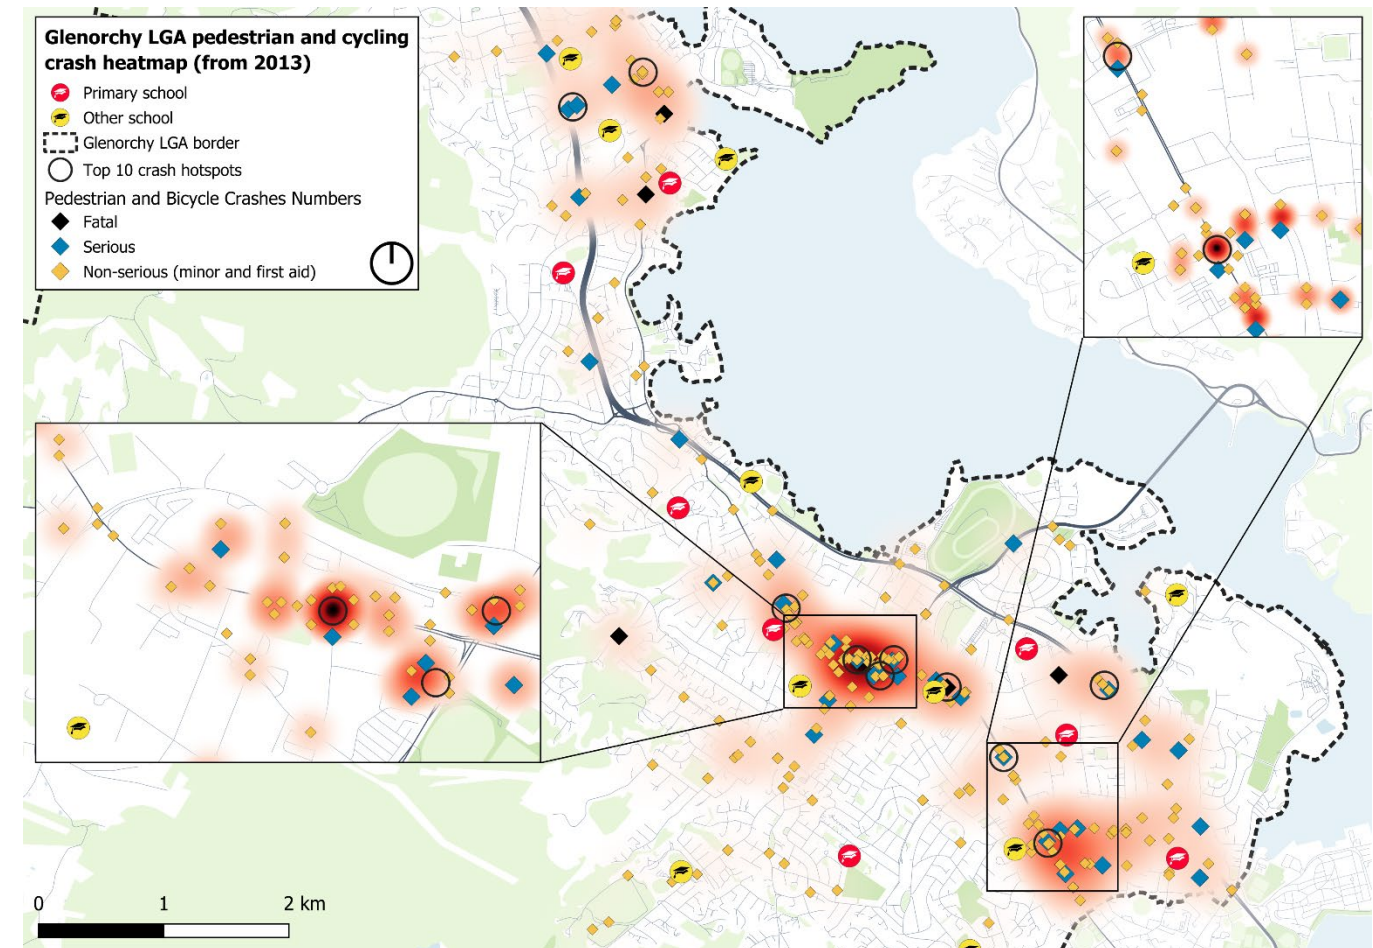 Glenorchy LGA pedestrian and cycling
crash heatmap (from 2013)
Primary school
Other school
Glenorchy LGA border
Top 10 crash hotspots
Pedestrian and Bicycle Crashes Numbers
Fatal
Serious
Non-serious (minor and first aid)
0 1 2 km